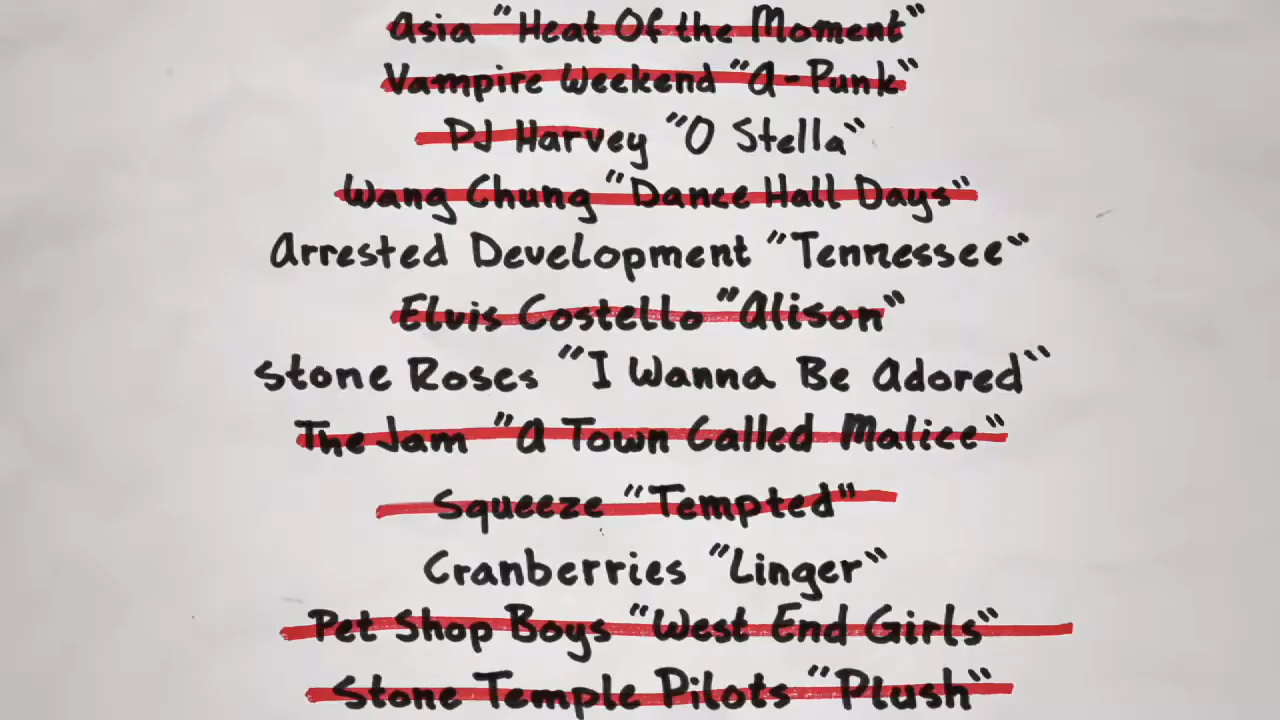 Asia "Heat Of the Moment"
Vampire Weekend "A-Punk"
PJ Harvey "O Stella"
Wang Chung "Dance Hall Days"
Arrested Development "Tennessee"
Elvis Costello "Alison"
Stone Roses "I Wanna Be Adored"
The Jam "A Town Called Malice"
Squeeze "Tempted"
Cranberries "Linger"
Pet Shop Boys "West End Girls"
Stone Temple Pilots "Plush"